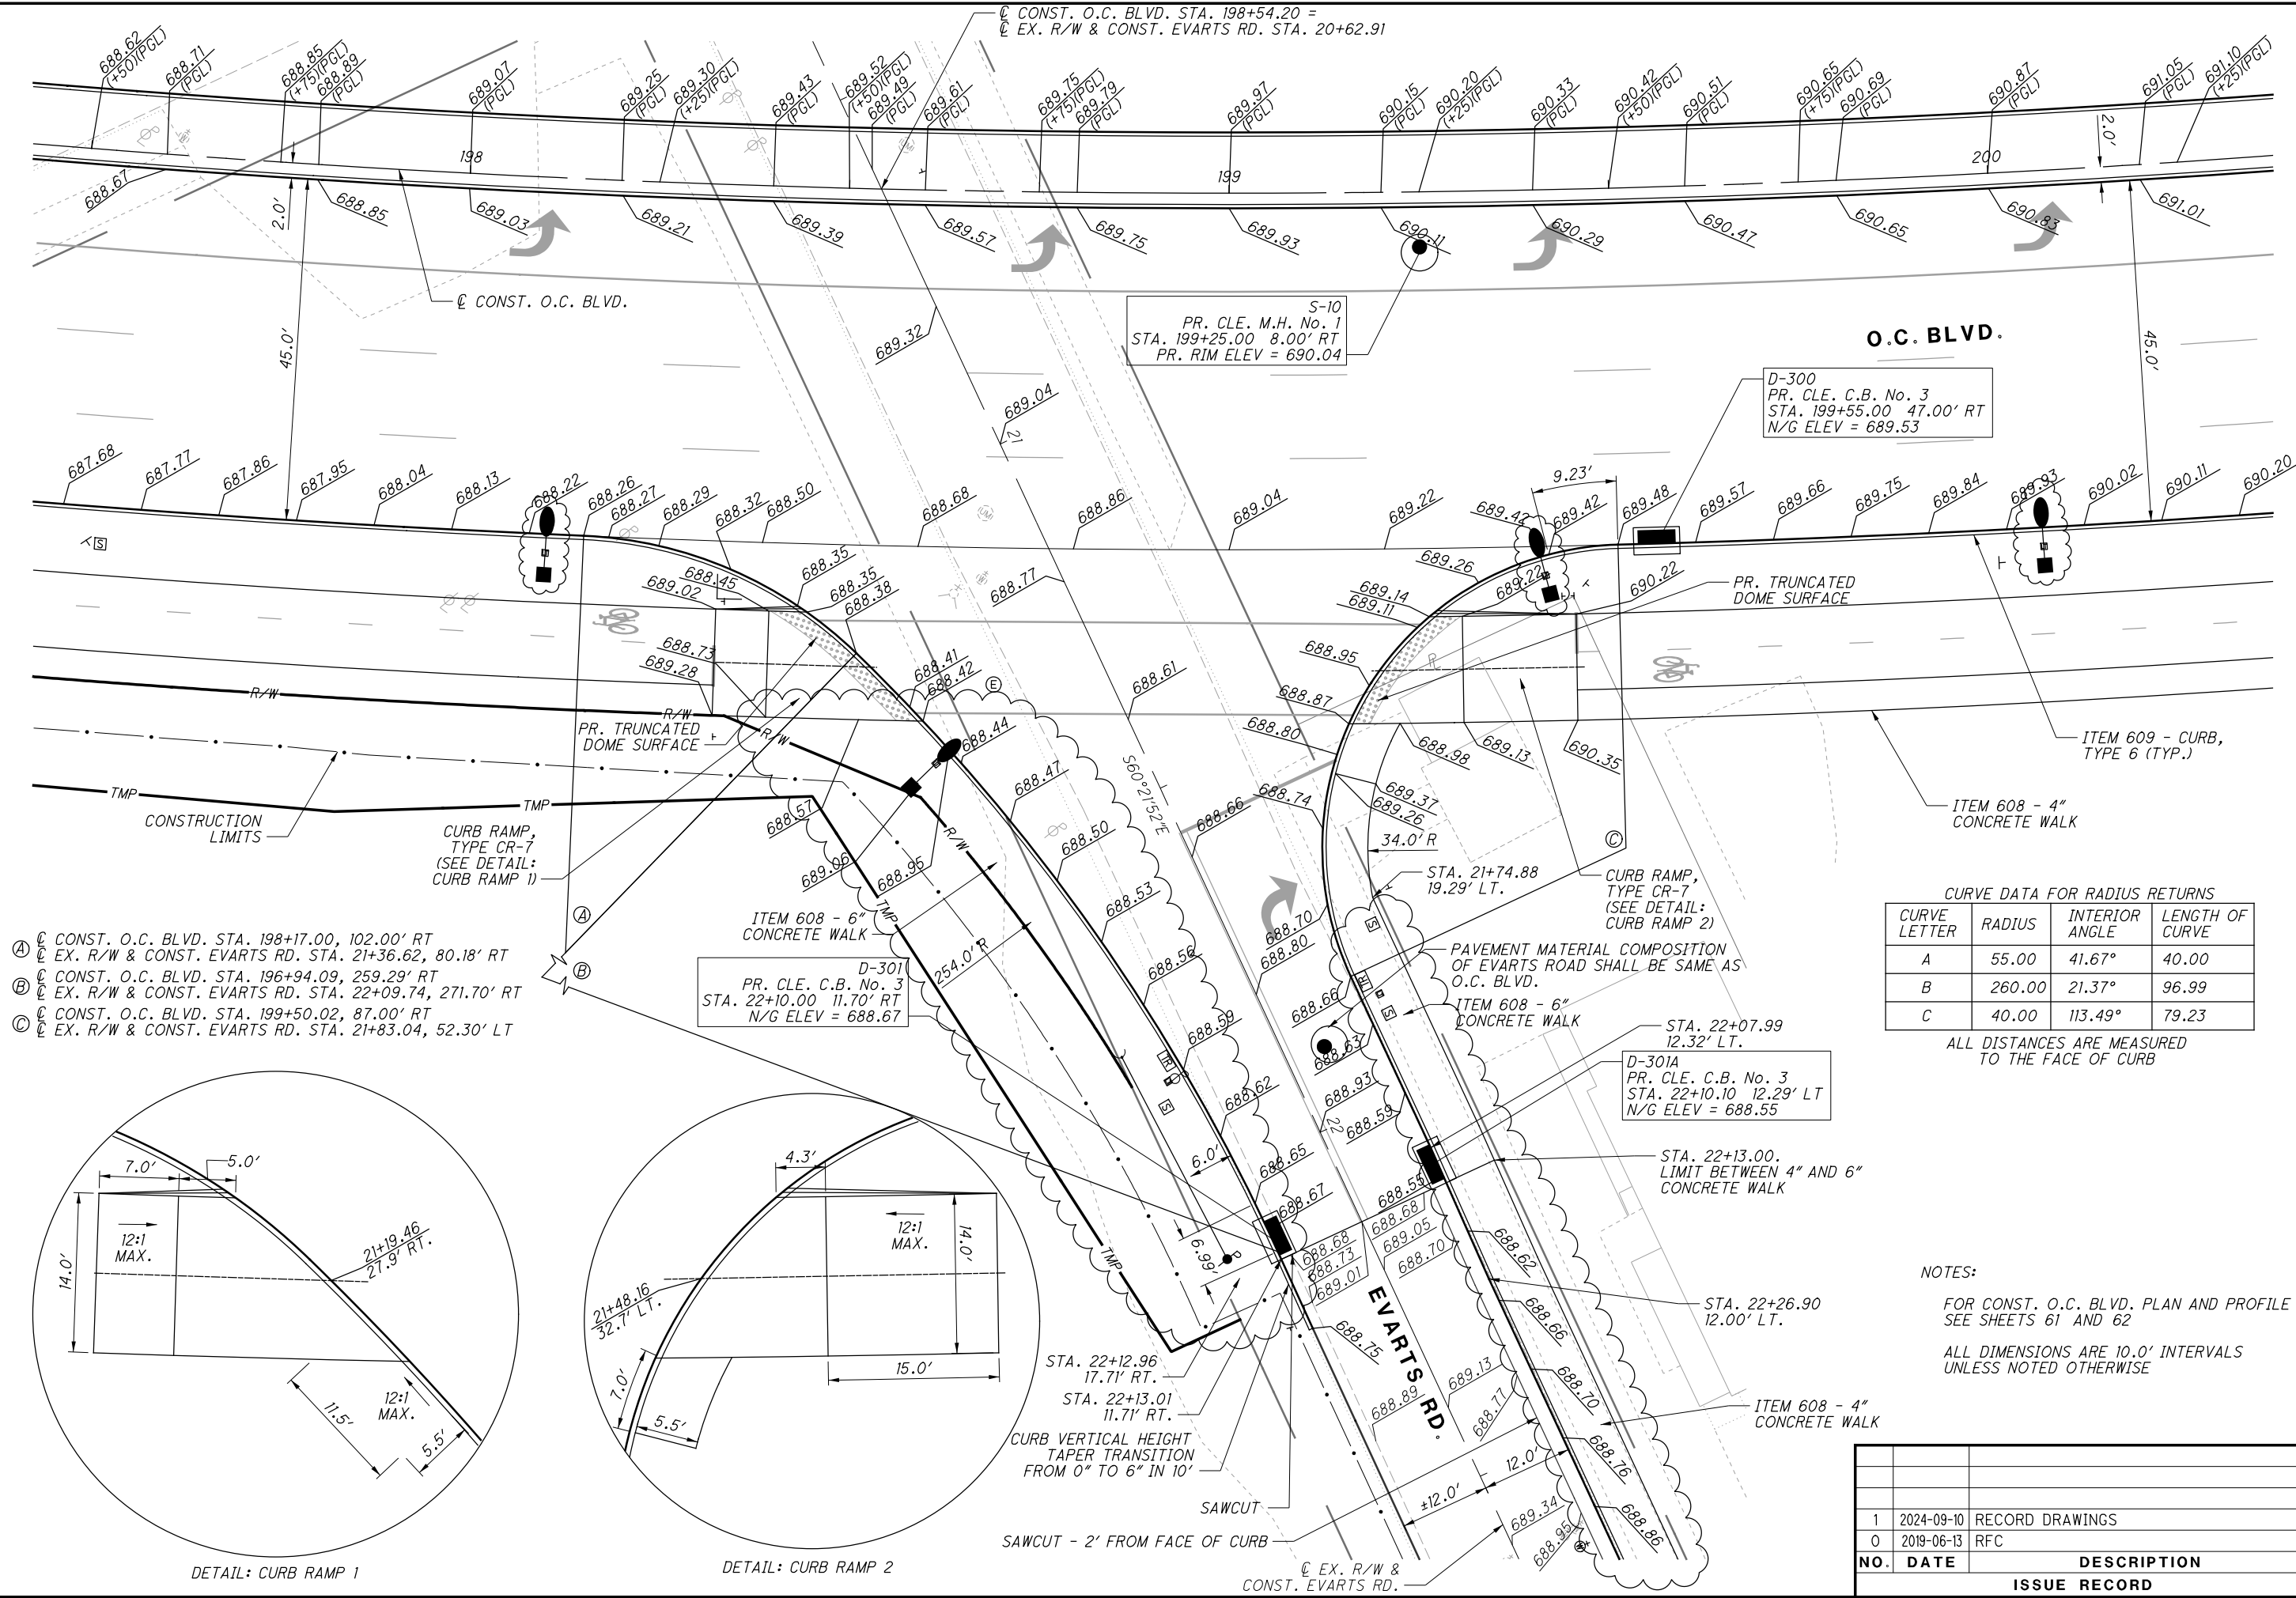 ℄ CONST. O.C. BLVD. STA. 198+54.20 =
℄ EX. R/W & CONST. EVARTS RD. STA. 20+62.91
688.62
(+50)(PGL)
688.71
(PGL)
688.85
(+75)(PGL)
688.89
(PGL)
689.07
(PGL)
689.25
(PGL)
689.30
(+25)(PGL)
689.43
(PGL)
689.52
(+50)(PGL)
689.49
(PGL)
689.61
(PGL)
689.75
(+75)(PGL)
689.79
(PGL)
689.97
(PGL)
690.15
(PGL)
690.20
(+25)(PGL)
690.33
(PGL)
690.42
(+50)(PGL)
690.51
(PGL)
690.65
(+75)(PGL)
690.69
(PGL)
690.87
(PGL)
691.05
(PGL)
691.10
(+25)(PGL)
198
199
200
2.0'
2.0'
688.67
688.85
689.03
689.21
689.39
689.57
689.75
689.93
690.11
690.29
690.47
690.65
690.83
691.01
℄ CONST. O.C. BLVD.
45.0'
45.0'
689.32
689.04
21
S-10
PR. CLE. M.H. No. 1
STA. 199+25.00 8.00' RT
PR. RIM ELEV = 690.04
O.C. BLVD.
D-300
PR. CLE. C.B. No. 3
STA. 199+55.00 47.00' RT
N/G ELEV = 689.53
687.68
687.77
687.86
687.95
688.04
688.13
688.22
688.26
688.27
688.29
688.32
688.50
688.68
688.86
689.04
689.22
689.42
9.23'
689.42
689.48
689.57
689.66
689.75
689.84
689.93
690.02
690.11
690.20
S
689.02
688.45
688.35
688.35
688.38
688.77
689.26
689.14
689.11
689.22
690.22
PR. TRUNCATED
DOME SURFACE
688.73
689.28
688.41
688.42
E
688.61
688.95
688.87
688.80
688.98
689.13
690.35
R/W
R/W
R/W
R/W
PR. TRUNCATED
DOME SURFACE
688.44
688.47
S60°21'52"E
688.66
688.74
689.37
689.26
34.0' R
ITEM 609 - CURB,
TYPE 6 (TYP.)
ITEM 608 - 4"
CONCRETE WALK
TMP
TMP
TMP
TMP
CONSTRUCTION
LIMITS
CURB RAMP,
TYPE CR-7
(SEE DETAIL:
CURB RAMP 1)
688.57
689.06
688.95
688.50
688.53
STA. 21+74.88
19.29' LT.
C
CURB RAMP,
TYPE CR-7
(SEE DETAIL:
CURB RAMP 2)
A
B
ITEM 608 - 6"
CONCRETE WALK
254.0' R
688.56
688.59
688.62
688.65
688.67
688.70
688.80
688.66
688.63
688.93
688.59
688.55
22
A ℄ CONST. O.C. BLVD. STA. 198+17.00, 102.00' RT
℄ EX. R/W & CONST. EVARTS RD. STA. 21+36.62, 80.18' RT
B ℄ CONST. O.C. BLVD. STA. 196+94.09, 259.29' RT
℄ EX. R/W & CONST. EVARTS RD. STA. 22+09.74, 271.70' RT
C ℄ CONST. O.C. BLVD. STA. 199+50.02, 87.00' RT
℄ EX. R/W & CONST. EVARTS RD. STA. 21+83.04, 52.30' LT
D-301
PR. CLE. C.B. No. 3
STA. 22+10.00 11.70' RT
N/G ELEV = 688.67
PAVEMENT MATERIAL COMPOSITION
OF EVARTS ROAD SHALL BE SAME AS
O.C. BLVD.
ITEM 608 - 6"
CONCRETE WALK
STA. 22+07.99
12.32' LT.
D-301A
PR. CLE. C.B. No. 3
STA. 22+10.10 12.29' LT
N/G ELEV = 688.55
STA. 22+13.00.
LIMIT BETWEEN 4" AND 6"
CONCRETE WALK
CURVE DATA FOR RADIUS RETURNS
CURVE LETTER RADIUS INTERIOR ANGLE LENGTH OF CURVE
A 55.00 41.67° 40.00
B 260.00 21.37° 96.99
C 40.00 113.49° 79.23
ALL DISTANCES ARE MEASURED
TO THE FACE OF CURB
6.0'
6.99'
688.68
688.73
689.01
688.68
689.05
688.70
688.62
688.66
688.70
688.76
688.86
688.75
689.13
688.89
688.77
689.34
688.95
EVARTS RD.
STA. 22+26.90
12.00' LT.
ITEM 608 - 4"
CONCRETE WALK
STA. 22+12.96
17.71' RT.
STA. 22+13.01
11.71' RT.
CURB VERTICAL HEIGHT
TAPER TRANSITION
FROM 0" TO 6" IN 10'
SAWCUT
SAWCUT - 2' FROM FACE OF CURB
±12.0'
12.0'
℄ EX. R/W &
CONST. EVARTS RD.
7.0'
5.0'
14.0'
12:1
MAX.
21+19.46
27.9' RT.
11.5'
12:1
MAX.
5.5'
DETAIL: CURB RAMP 1
4.3'
12:1
MAX.
14.0'
21+48.16
32.7' LT.
7.0'
5.5'
15.0'
DETAIL: CURB RAMP 2
NOTES:
FOR CONST. O.C. BLVD. PLAN AND PROFILE
SEE SHEETS 61 AND 62
ALL DIMENSIONS ARE 10.0' INTERVALS
UNLESS NOTED OTHERWISE
1 2024-09-10 RECORD DRAWINGS
0 2019-06-13 RFC
NO. DATE DESCRIPTION
ISSUE RECORD